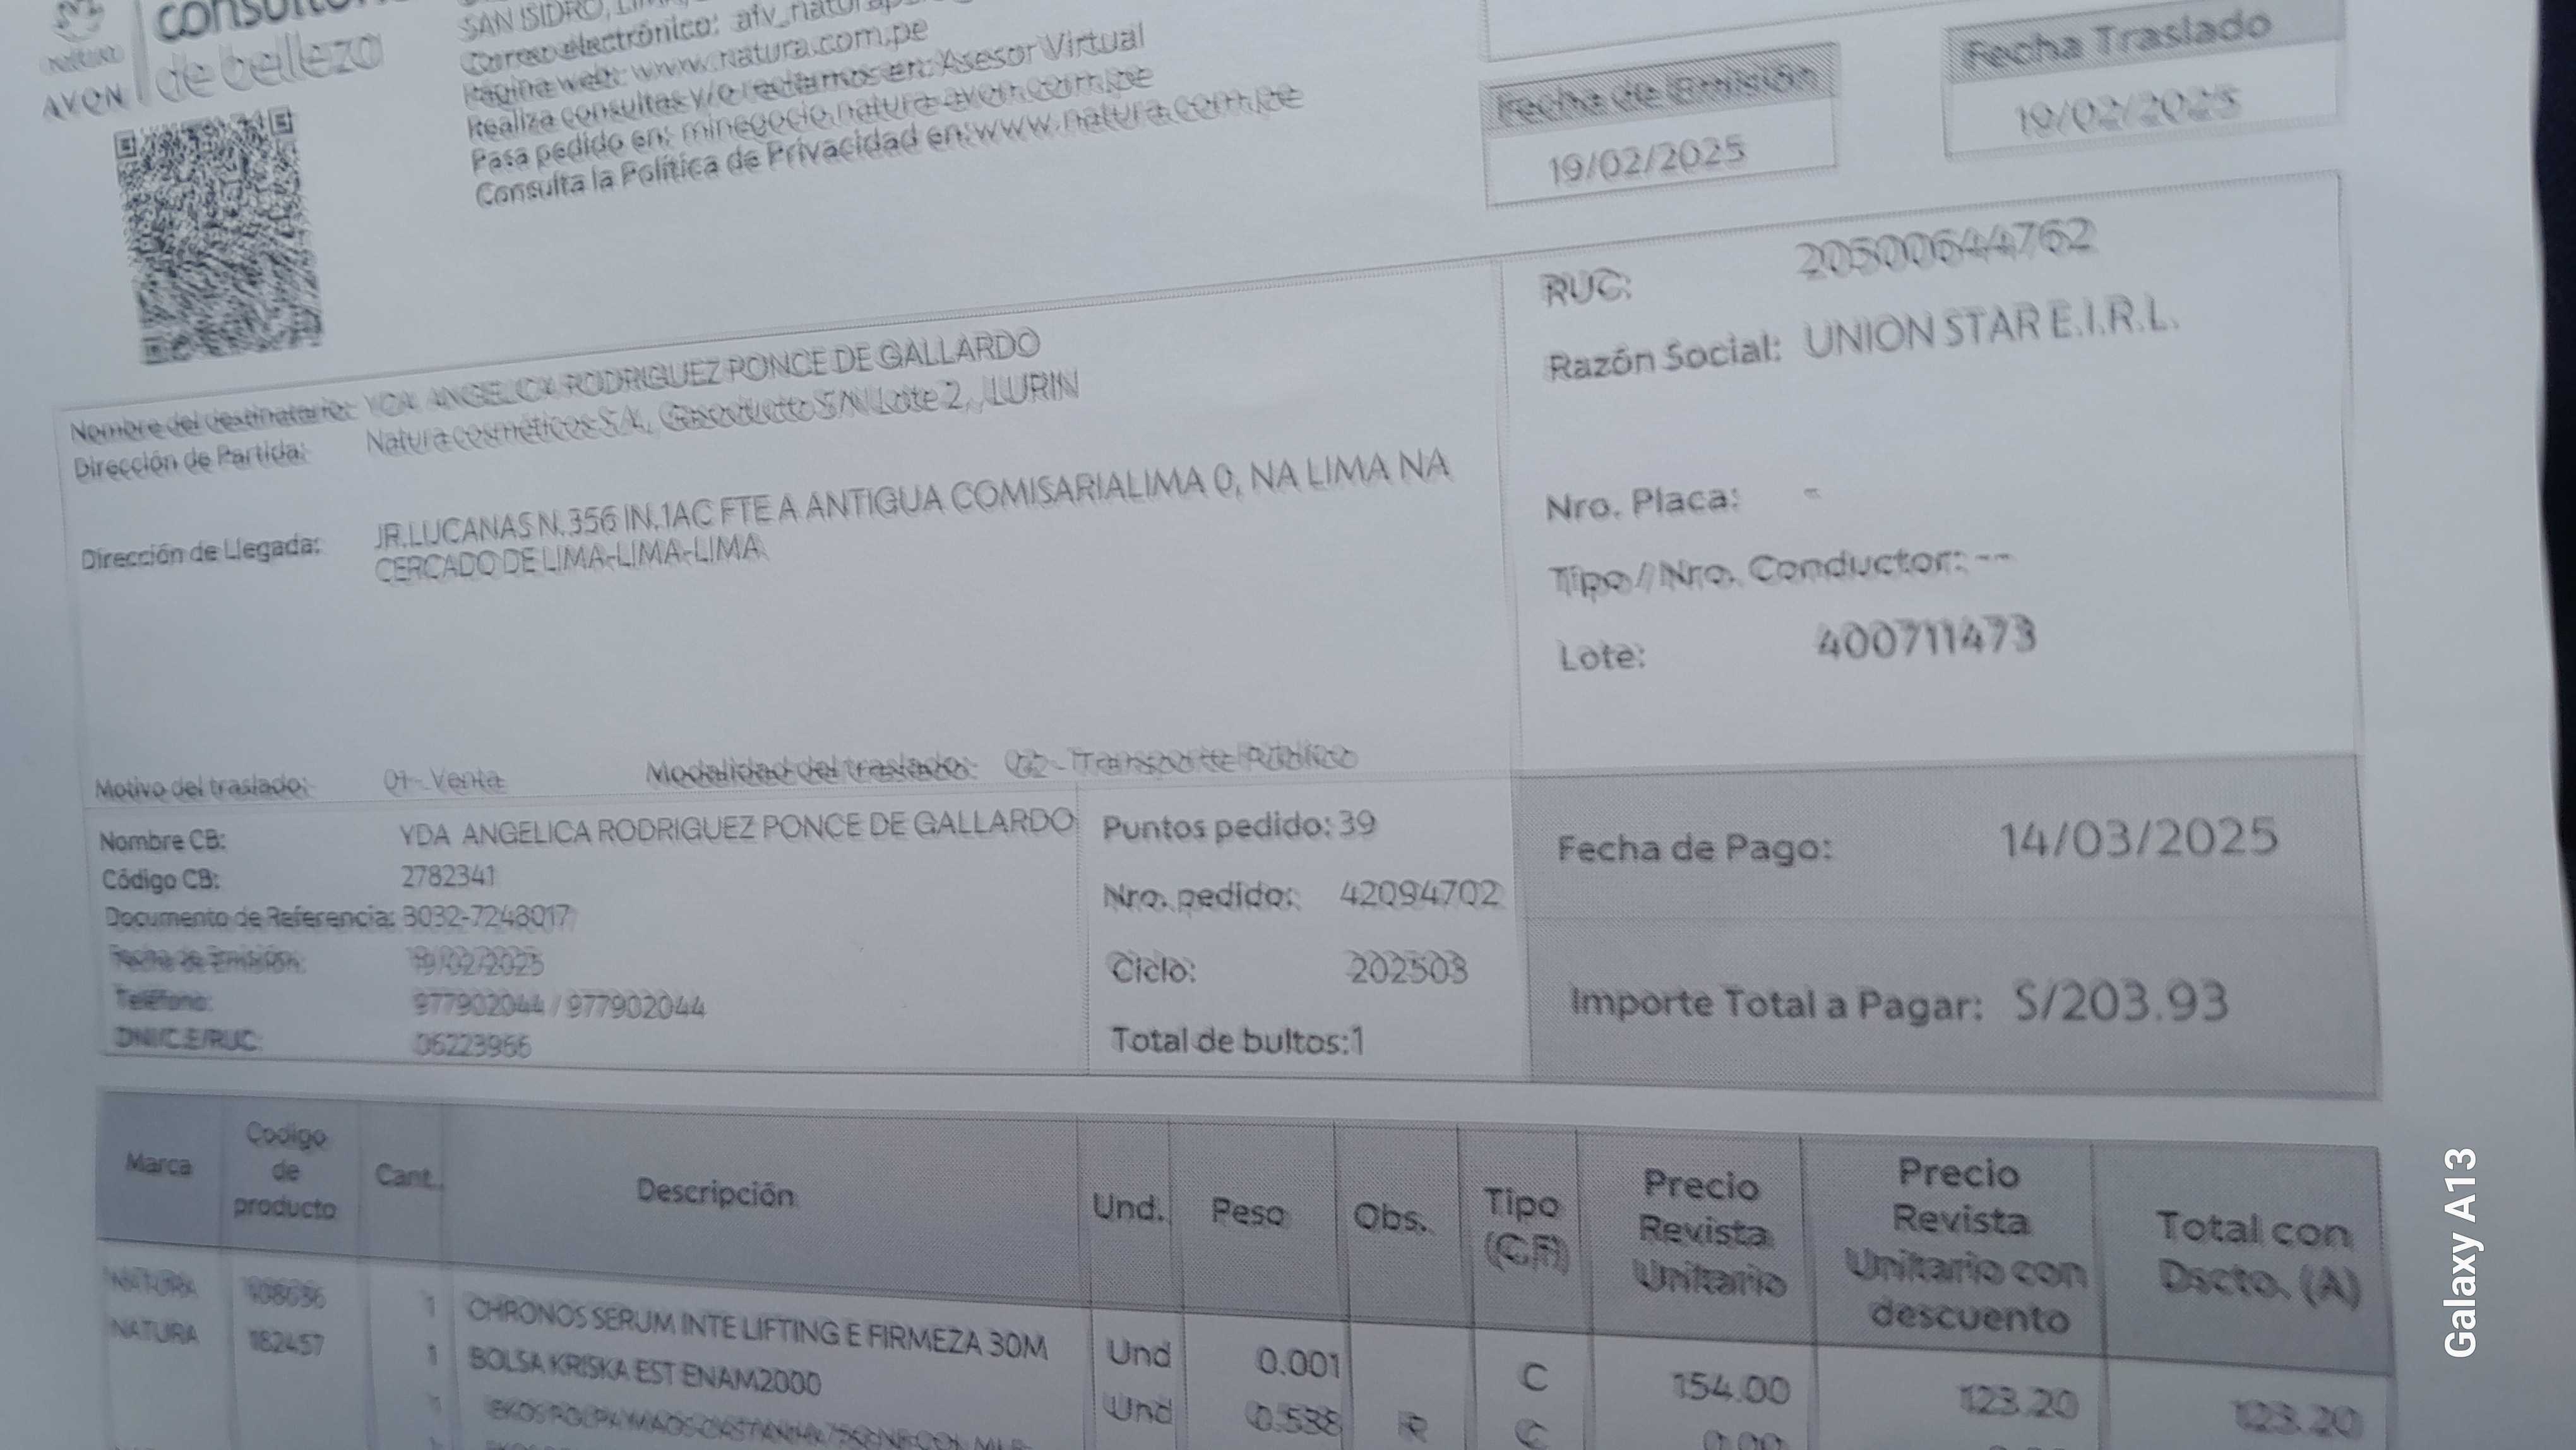 consulto
natura
AVON
de belleza
SAN ISIDRO, LIMA,
Correo electrónico:
Página web: www.natura.com.pe
Realiza consultas y/o reclamos en: Asesor Virtual
Pasa pedido en: minegocio.natura-avon.com.pe
Consulta la Política de Privacidad en:www.natura.com.pe
Fecha de Emisión
19/02/2025
Fecha Traslado
19/02/2025
Nombre del destinatario: YDA ANGELICA RODRIGUEZ PONCE DE GALLARDO
Dirección de Partida: Natura cosméticos S.A, Gasoducto S/N Lote 2, ,LURIN
Dirección de Llegada: JR.LUCANAS N.356 IN.1AC FTE A ANTIGUA COMISARIALIMA 0, NA LIMA NA
CERCADO DE LIMA-LIMA-LIMA
Motivo del traslado: 01 - Venta Modalidad del traslado: Transporte Público
RUC: 20500644762
Razón Social: UNION STAR E.I.R.L.
Nro. Placa: -
Tipo / Nro. Conductor: --
Lote: 400711473
Nombre CB: YDA ANGELICA RODRIGUEZ PONCE DE GALLARDO
Código CB: 2782341
Documento de Referencia:
Fecha de Emisión: 19/02/2025
Teléfono: 977902044 / 977902044
DNI/C.E/RUC: 06223966
Puntos pedido: 39
Nro. pedido: 42094702
Ciclo: 202503
Total de bultos:1
Fecha de Pago: 14/03/2025
Importe Total a Pagar: S/203.93
Marca Codigo de producto Cant. Descripción Und. Peso Obs. Tipo (CF) Precio Revista Unitario Precio Revista Unitario con descuento Total con Dscto. (A)
NATURA 1 CHRONOS SERUM INTE LIFTING E FIRMEZA 30M Und 0.001 C 154.00 123.20 123.20
NATURA 182457 1 BOLSA KRISKA EST ENAM2000 Und 0.538 R C 0.00
1
Galaxy A13